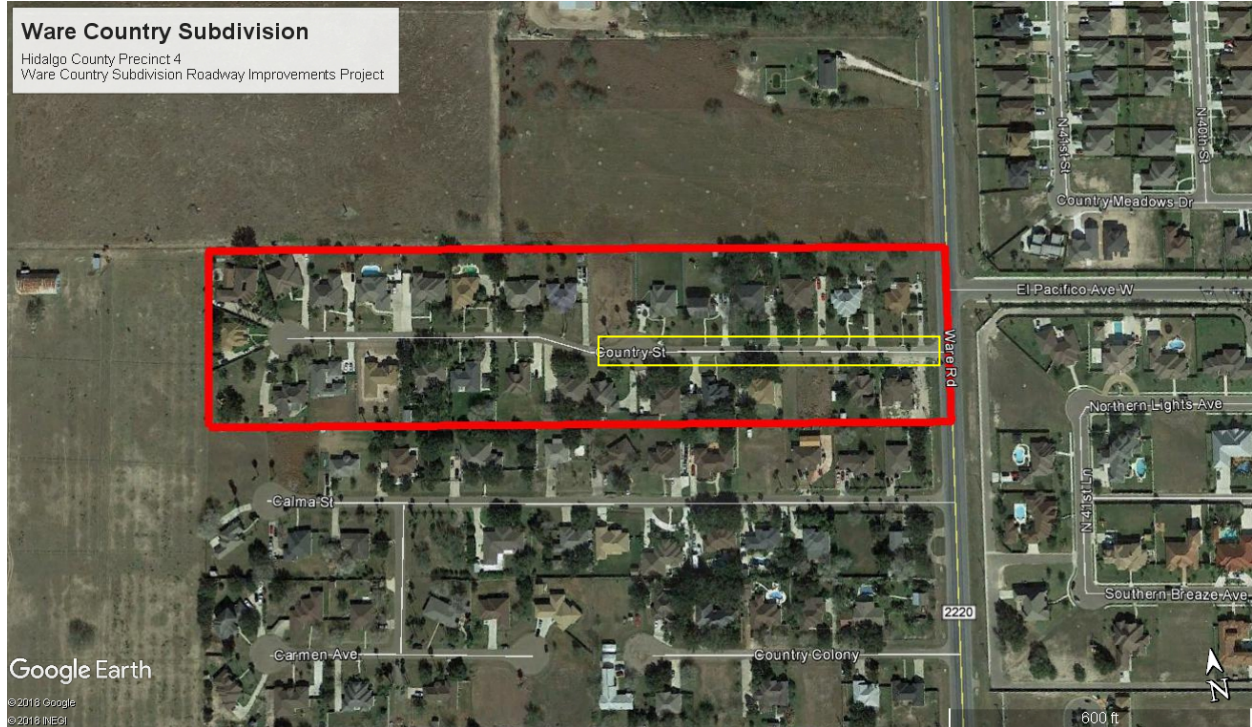 Ware Country Subdivision
Hidalgo County Precinct 4
Ware Country Subdivision Roadway Improvements Project
N 41st St
N 40th St
Country Meadows Dr
El Pacifico Ave W
Country St
Ware Rd
Northern Lights Ave
Calma St
N 41st Ln
Southern Breaze Ave
2220
Carmen Ave
Country Colony
Google Earth
©2018 Google
©2018 INEGI
N
600 ft